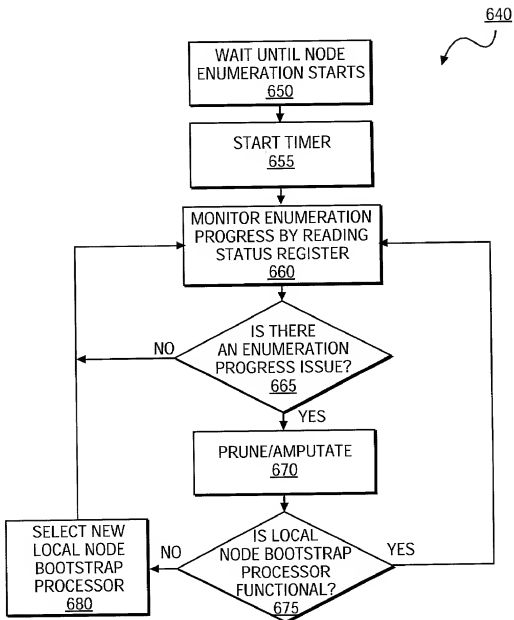 640
WAIT UNTIL NODE
ENUMERATION STARTS
650
START TIMER
655
MONITOR ENUMERATION
PROGRESS BY READING
STATUS REGISTER
660
IS THERE
AN ENUMERATION
PROGRESS ISSUE?
665
NO
YES
PRUNE/AMPUTATE
670
IS LOCAL
NODE BOOTSTRAP
PROCESSOR
FUNCTIONAL?
675
NO
YES
SELECT NEW
LOCAL NODE
BOOTSTRAP
PROCESSOR
680